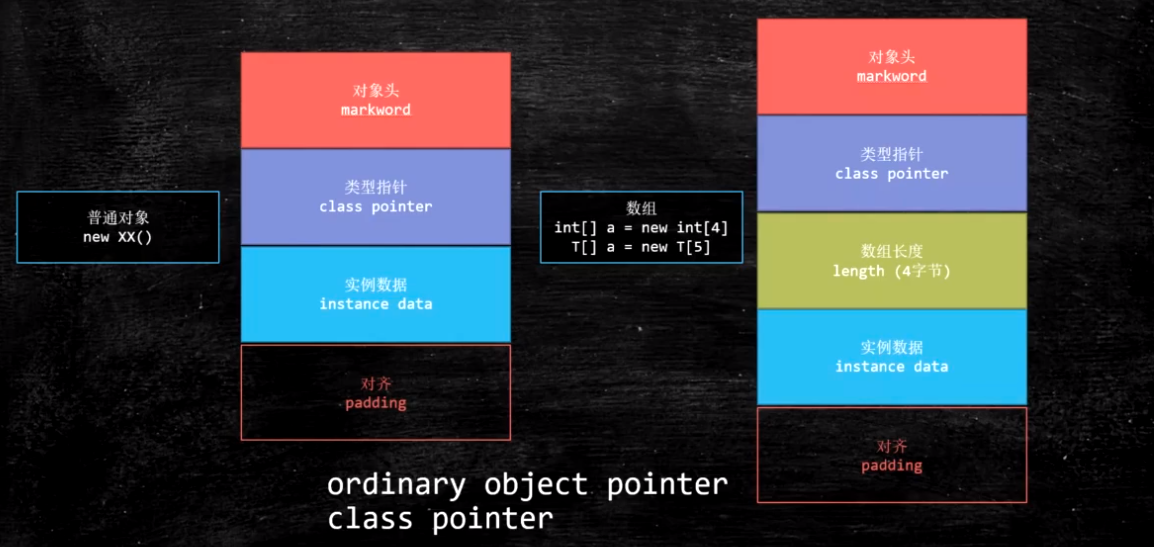 普通对象
new XX()
对象头
markword
类型指针
class pointer
实例数据
instance data
对齐
padding
数组
int[] a = new int[4]
T[] a = new T[5]
对象头
markword
类型指针
class pointer
数组长度
length (4字节)
实例数据
instance data
对齐
padding
ordinary object pointer
class pointer